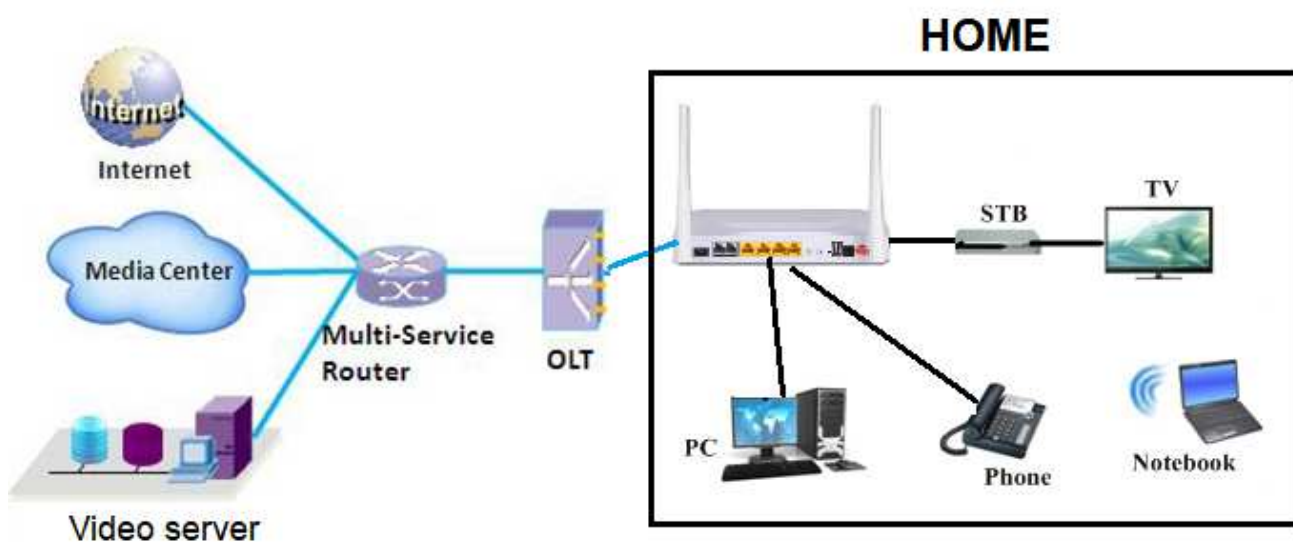 HOME
Internet
Internet
Media Center
Multi-Service
Router
OLT
Video server
STB
TV
PC
Phone
Notebook